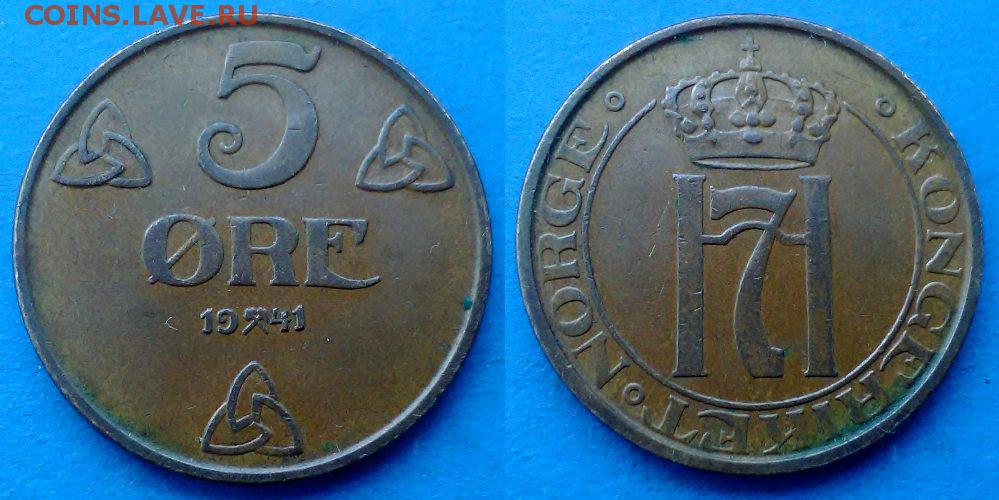 COINS.LAVE.RU
5
ØRE
19 41
KONGERIKET NORGE
H7